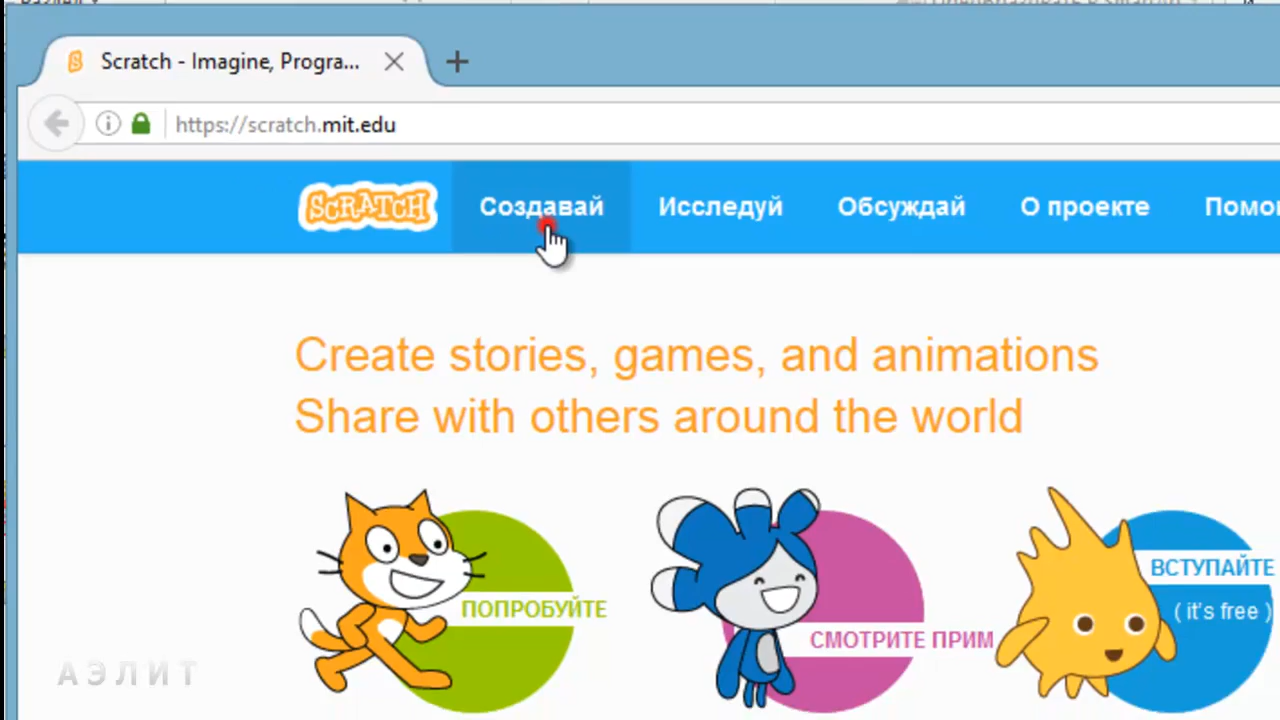 Scratch - Imagine, Progra...
https://scratch.mit.edu
SCRATCH
Создавай
Исследуй
Обсуждай
О проекте
Create stories, games, and animations
Share with others around the world
ПОПРОБУЙТЕ
СМОТРИТЕ ПРИМ
ВСТУПАЙТЕ
( it's free )
АЭЛИТ